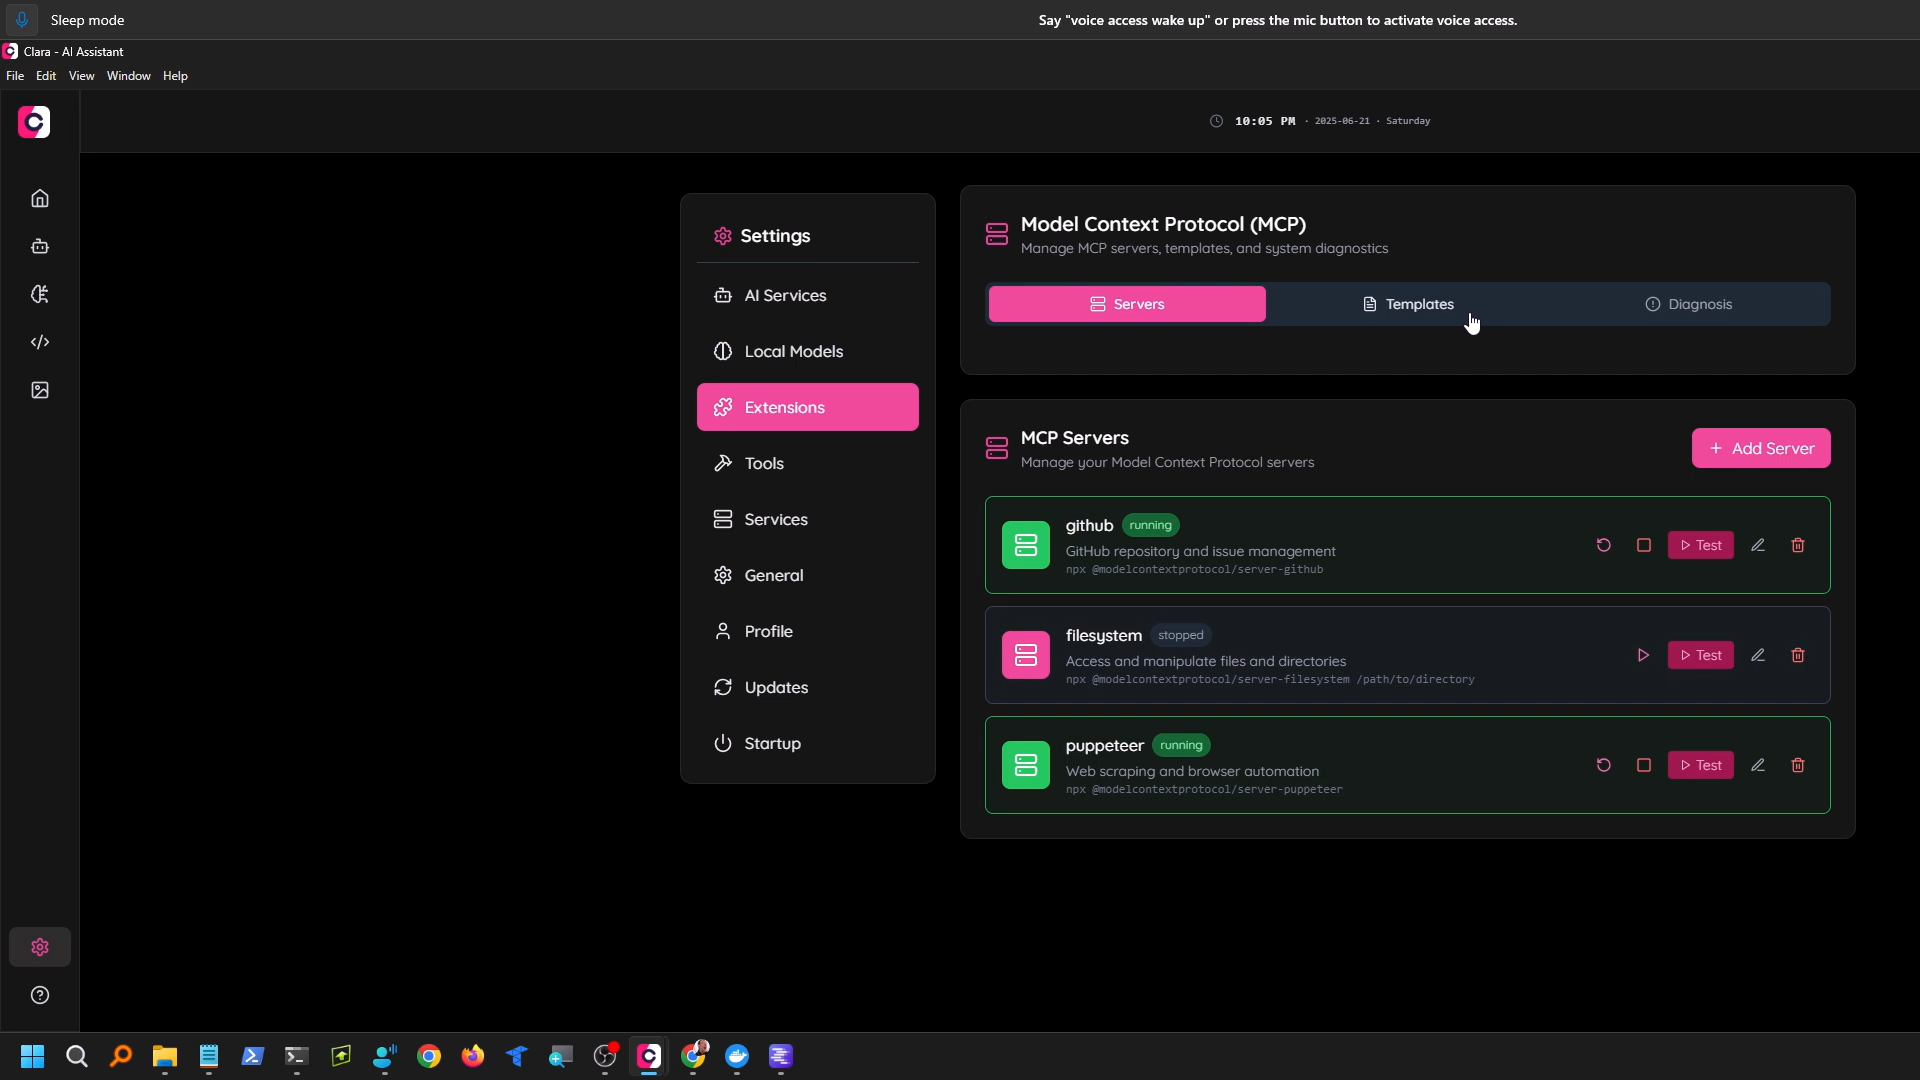 Sleep mode
Say "voice access wake up" or press the mic button to activate voice access.
Clara - AI Assistant
File Edit View Window Help
10:05 PM · 2025-06-21 · Saturday
Settings
AI Services
Local Models
Extensions
Tools
Services
General
Profile
Updates
Startup
Model Context Protocol (MCP)
Manage MCP servers, templates, and system diagnostics
Servers Templates Diagnosis
MCP Servers
Manage your Model Context Protocol servers
+ Add Server
github running
GitHub repository and issue management
npx @modelcontextprotocol/server-github
Test
filesystem stopped
Access and manipulate files and directories
npx @modelcontextprotocol/server-filesystem /path/to/directory
Test
puppeteer running
Web scraping and browser automation
npx @modelcontextprotocol/server-puppeteer
Test